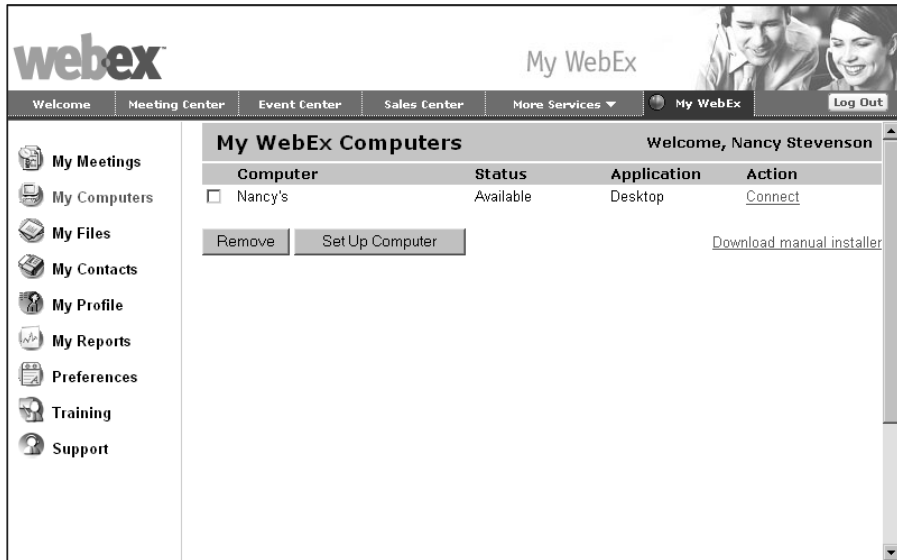 webex
My WebEx
Welcome Meeting Center Event Center Sales Center More Services ▼ My WebEx Log Out
My WebEx Computers Welcome, Nancy Stevenson
Computer Status Application Action
Nancy's Available Desktop Connect
Remove Set Up Computer Download manual installer
My Meetings
My Computers
My Files
My Contacts
My Profile
My Reports
Preferences
Training
Support